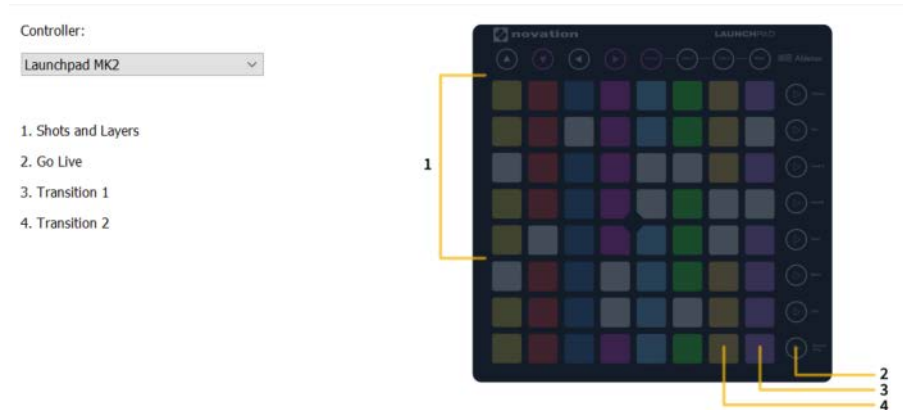 Controller:
Launchpad MK2
1. Shots and Layers
2. Go Live
3. Transition 1
4. Transition 2
novation
LAUNCHPAD
Ableton
1
2
3
4